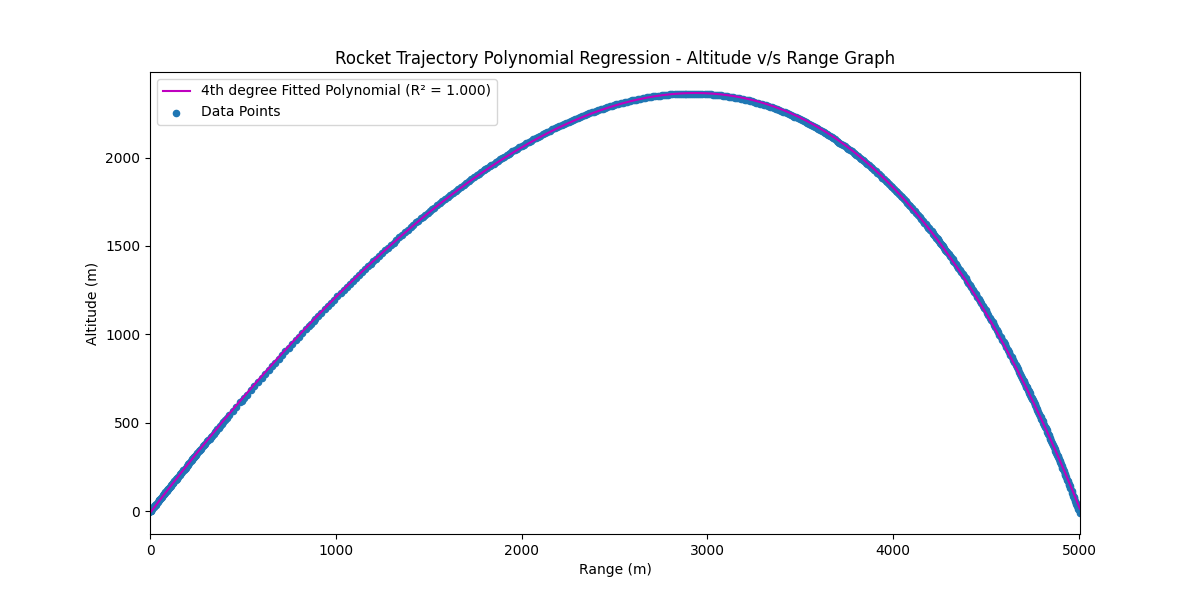 Rocket Trajectory Polynomial Regression - Altitude v/s Range Graph
4th degree Fitted Polynomial (R² = 1.000)
Data Points
2000
1500
1000
500
0
Altitude (m)
0 1000 2000 3000 4000 5000
Range (m)